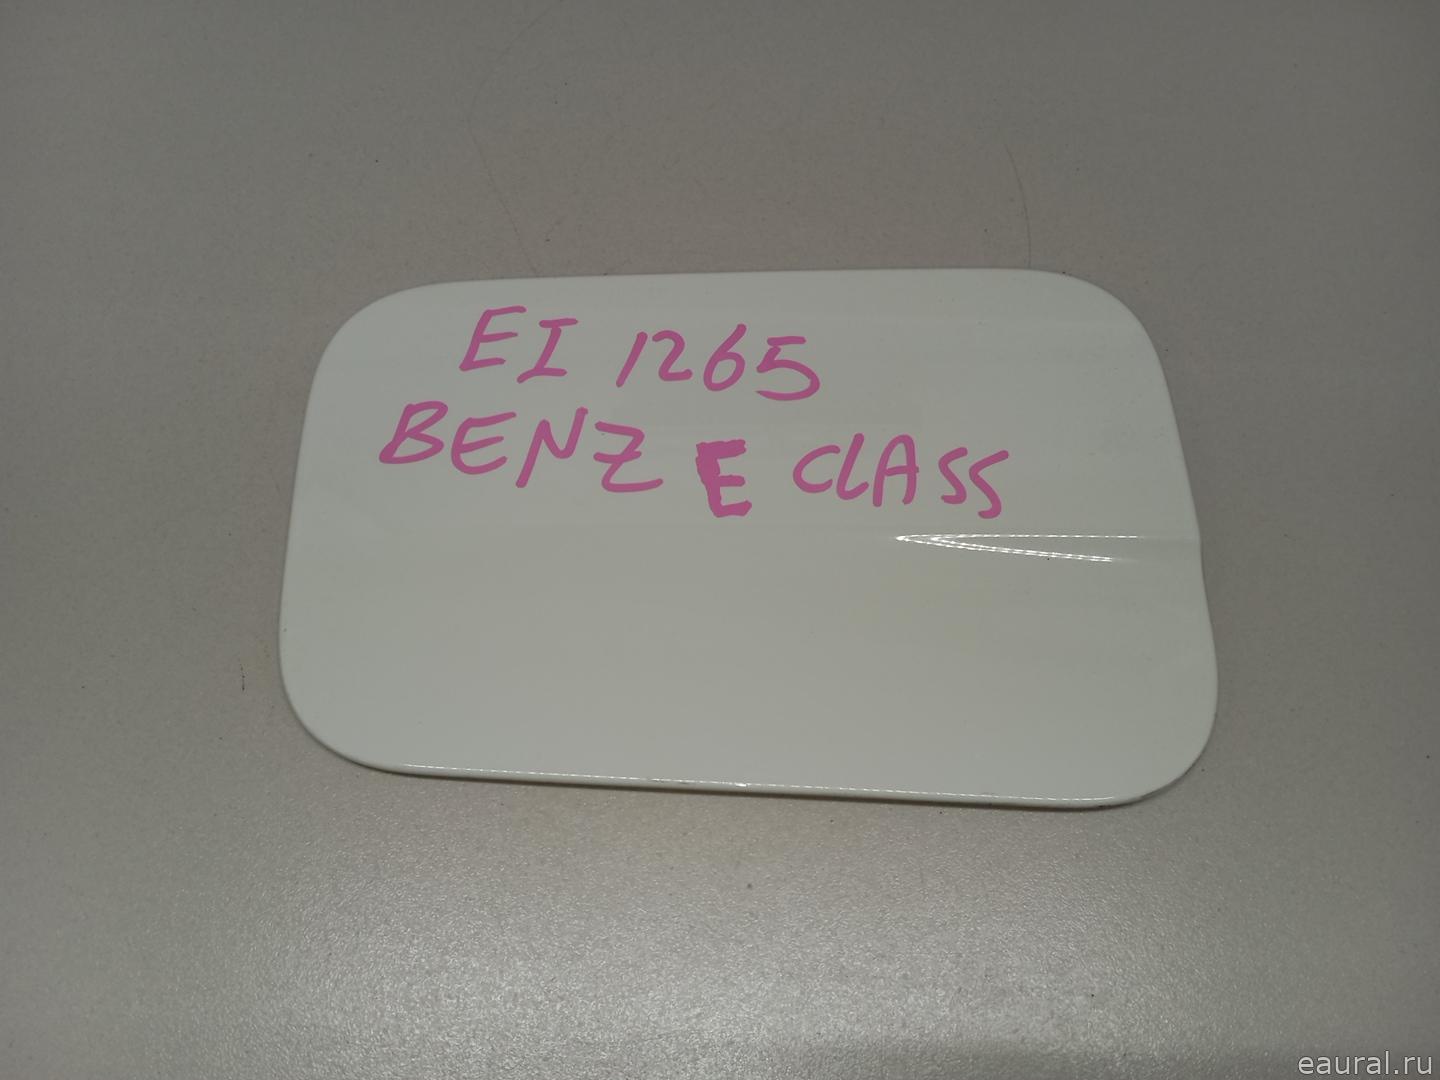 EI 1265
BENZ E CLASS
eaural.ru